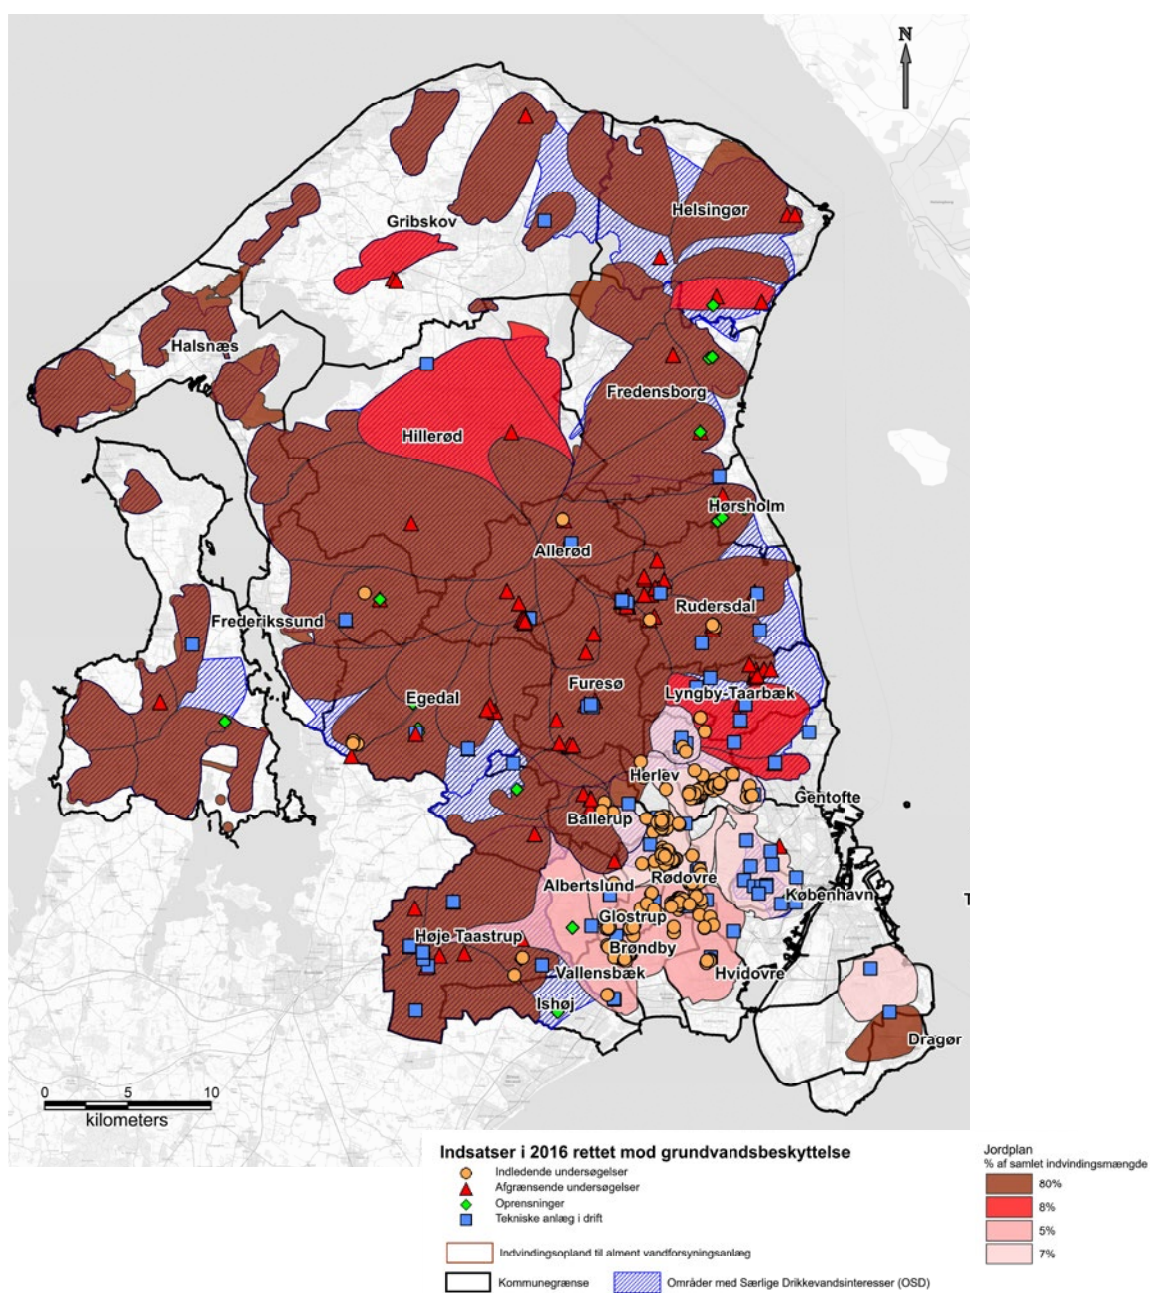 N
Helsingør
Gribskov
Halsnæs
Fredensborg
Hillerød
Hørsholm
Allerød
Rudersdal
Frederikssund
Furesø
Egedal
Lyngby-Taarbæk
Herlev
Gentofte
Ballerup
Rødovre
Albertslund
København
Glostrup
Høje Taastrup
Brøndby
Vallensbæk
Hvidovre
Ishøj
Dragør
0 5 10
kilometers
Indsatser i 2016 rettet mod grundvandsbeskyttelse
Indledende undersøgelser
Afgrænsende undersøgelser
Oprensninger
Tekniske anlæg i drift
Indvindingsopland til alment vandforsyningsanlæg
Kommunegrænse
Områder med Særlige Drikkevandsinteresser (OSD)
Jordplan
% af samlet indvindingsmængde
80%
8%
5%
7%